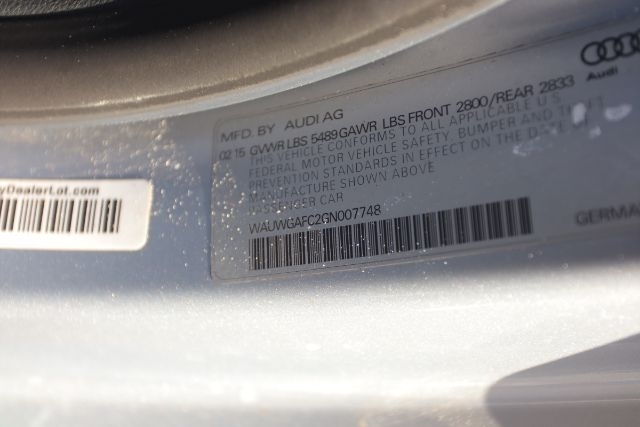 Audi
MFD. BY AUDI AG
02 15 GVWR LBS 5489 GAWR LBS FRONT 2800/REAR 2833
THIS VEHICLE CONFORMS TO ALL APPLICABLE U.S.
FEDERAL MOTOR VEHICLE SAFETY, BUMPER AND THEFT
PREVENTION STANDARDS IN EFFECT ON THE DATE OF
MANUFACTURE SHOWN ABOVE
PASSENGER CAR
WAUWGAFC2GN007748
GERMA
yDealerLot.com